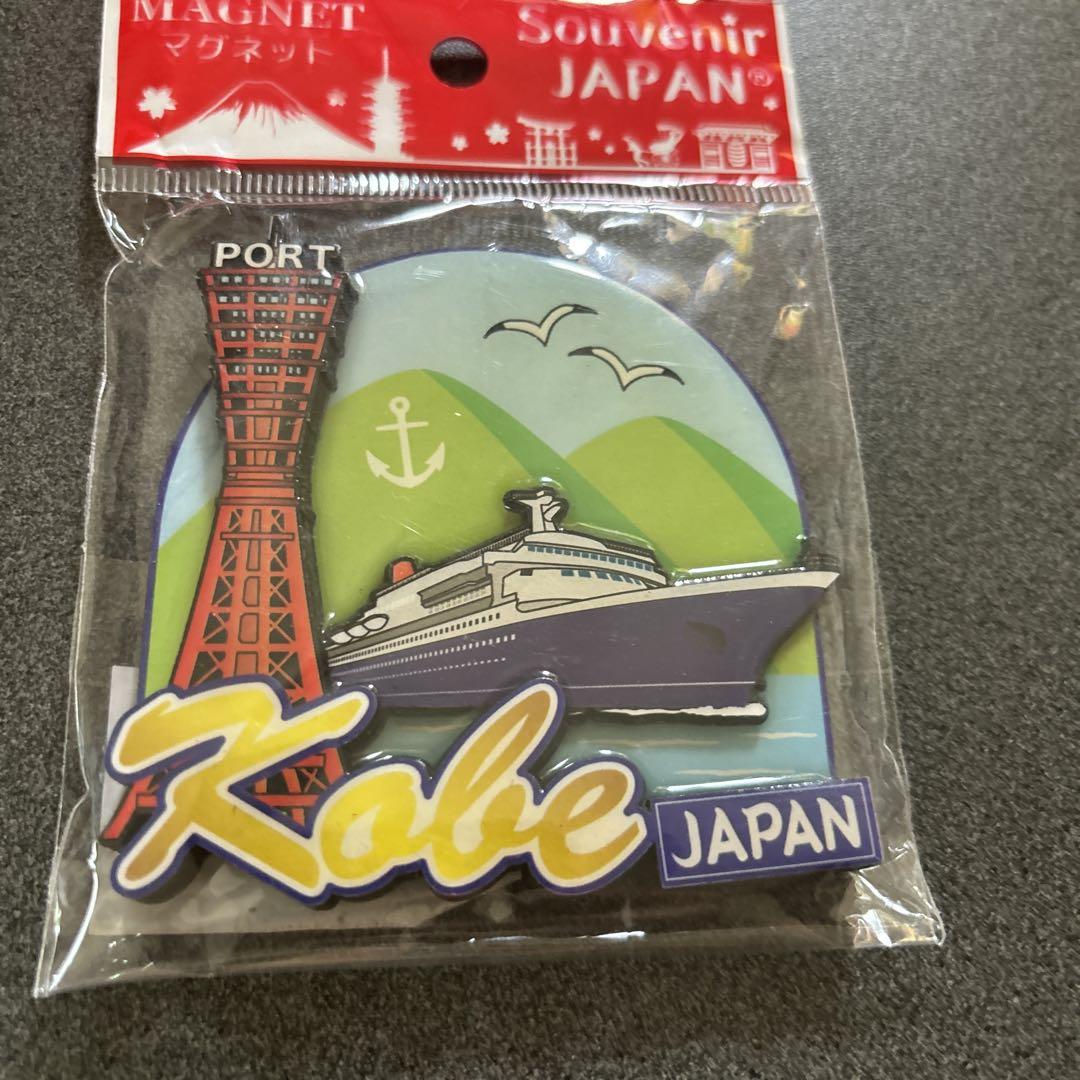 MAGNET
マグネット
Souvenir
JAPAN®
PORT
Kobe
JAPAN